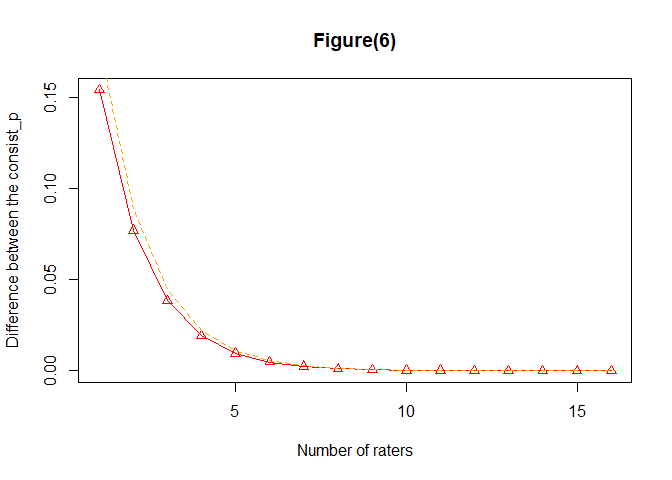 Figure(6)
Difference between the consist_p
0.15
0.10
0.05
0.00
5
10
15
Number of raters